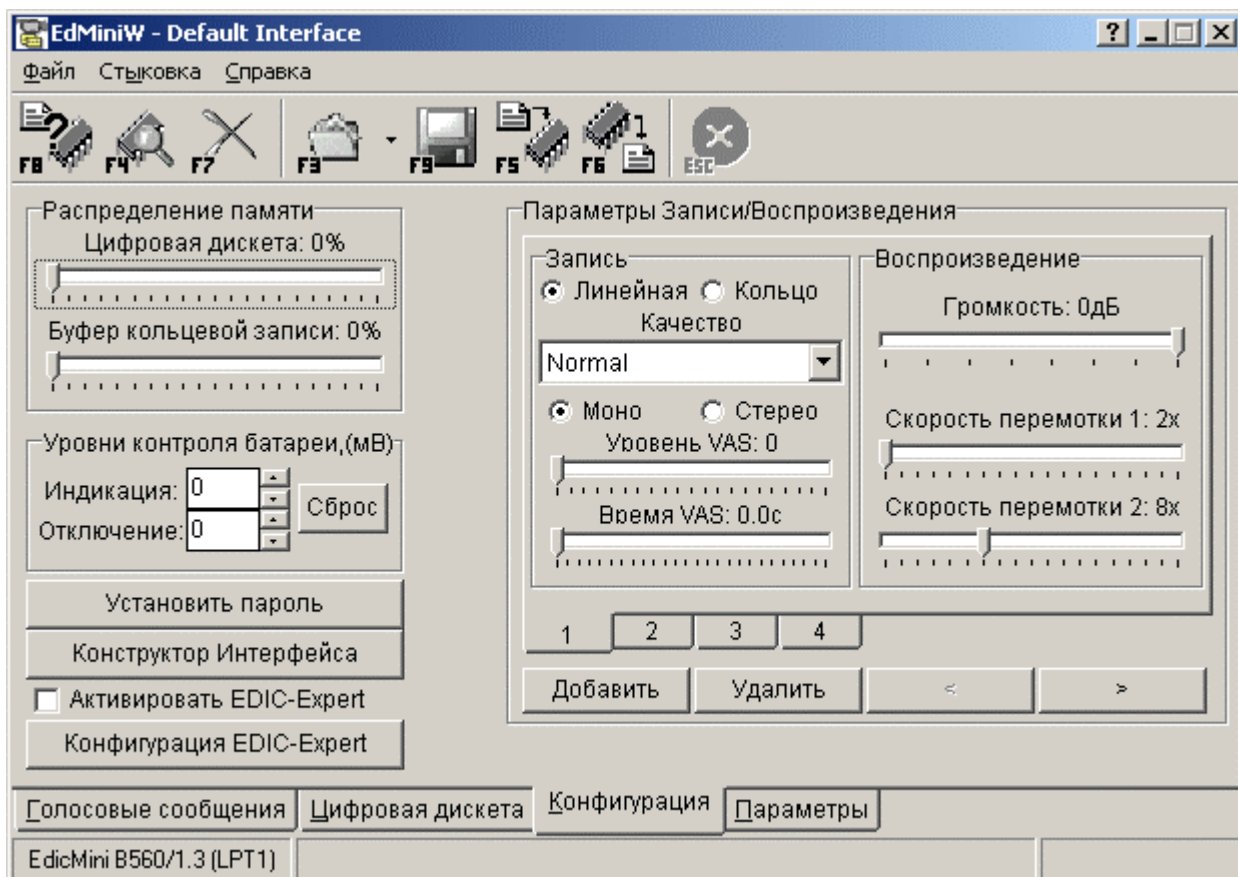 EdMiniW - Default Interface
Файл Стыковка Справка
F8 F4 F7 F3 F9 F5 F6 ESC
Распределение памяти
Цифровая дискета: 0%
Буфер кольцевой записи: 0%
Уровни контроля батареи,(мВ)
Индикация: 0
Отключение: 0
Сброс
Установить пароль
Конструктор Интерфейса
Активировать EDIC-Expert
Конфигурация EDIC-Expert
Параметры Записи/Воспроизведения
Запись
Линейная Кольцо
Качество
Normal
Моно Стерео
Уровень VAS: 0
Время VAS: 0.0с
Воспроизведение
Громкость: 0дБ
Скорость перемотки 1: 2x
Скорость перемотки 2: 8x
1 2 3 4
Добавить Удалить < >
Голосовые сообщения Цифровая дискета Конфигурация Параметры
EdicMini B560/1.3 (LPT1)